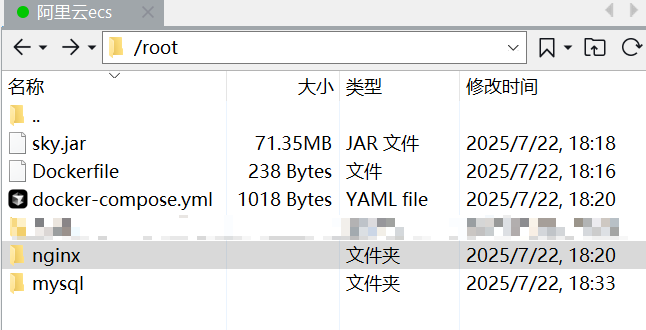 阿里云ecs
/root
名称 大小 类型 修改时间
..
sky.jar 71.35MB JAR 文件 2025/7/22, 18:18
Dockerfile 238 Bytes 文件 2025/7/22, 18:16
docker-compose.yml 1018 Bytes YAML file 2025/7/22, 18:20
nginx 文件夹 2025/7/22, 18:20
mysql 文件夹 2025/7/22, 18:33